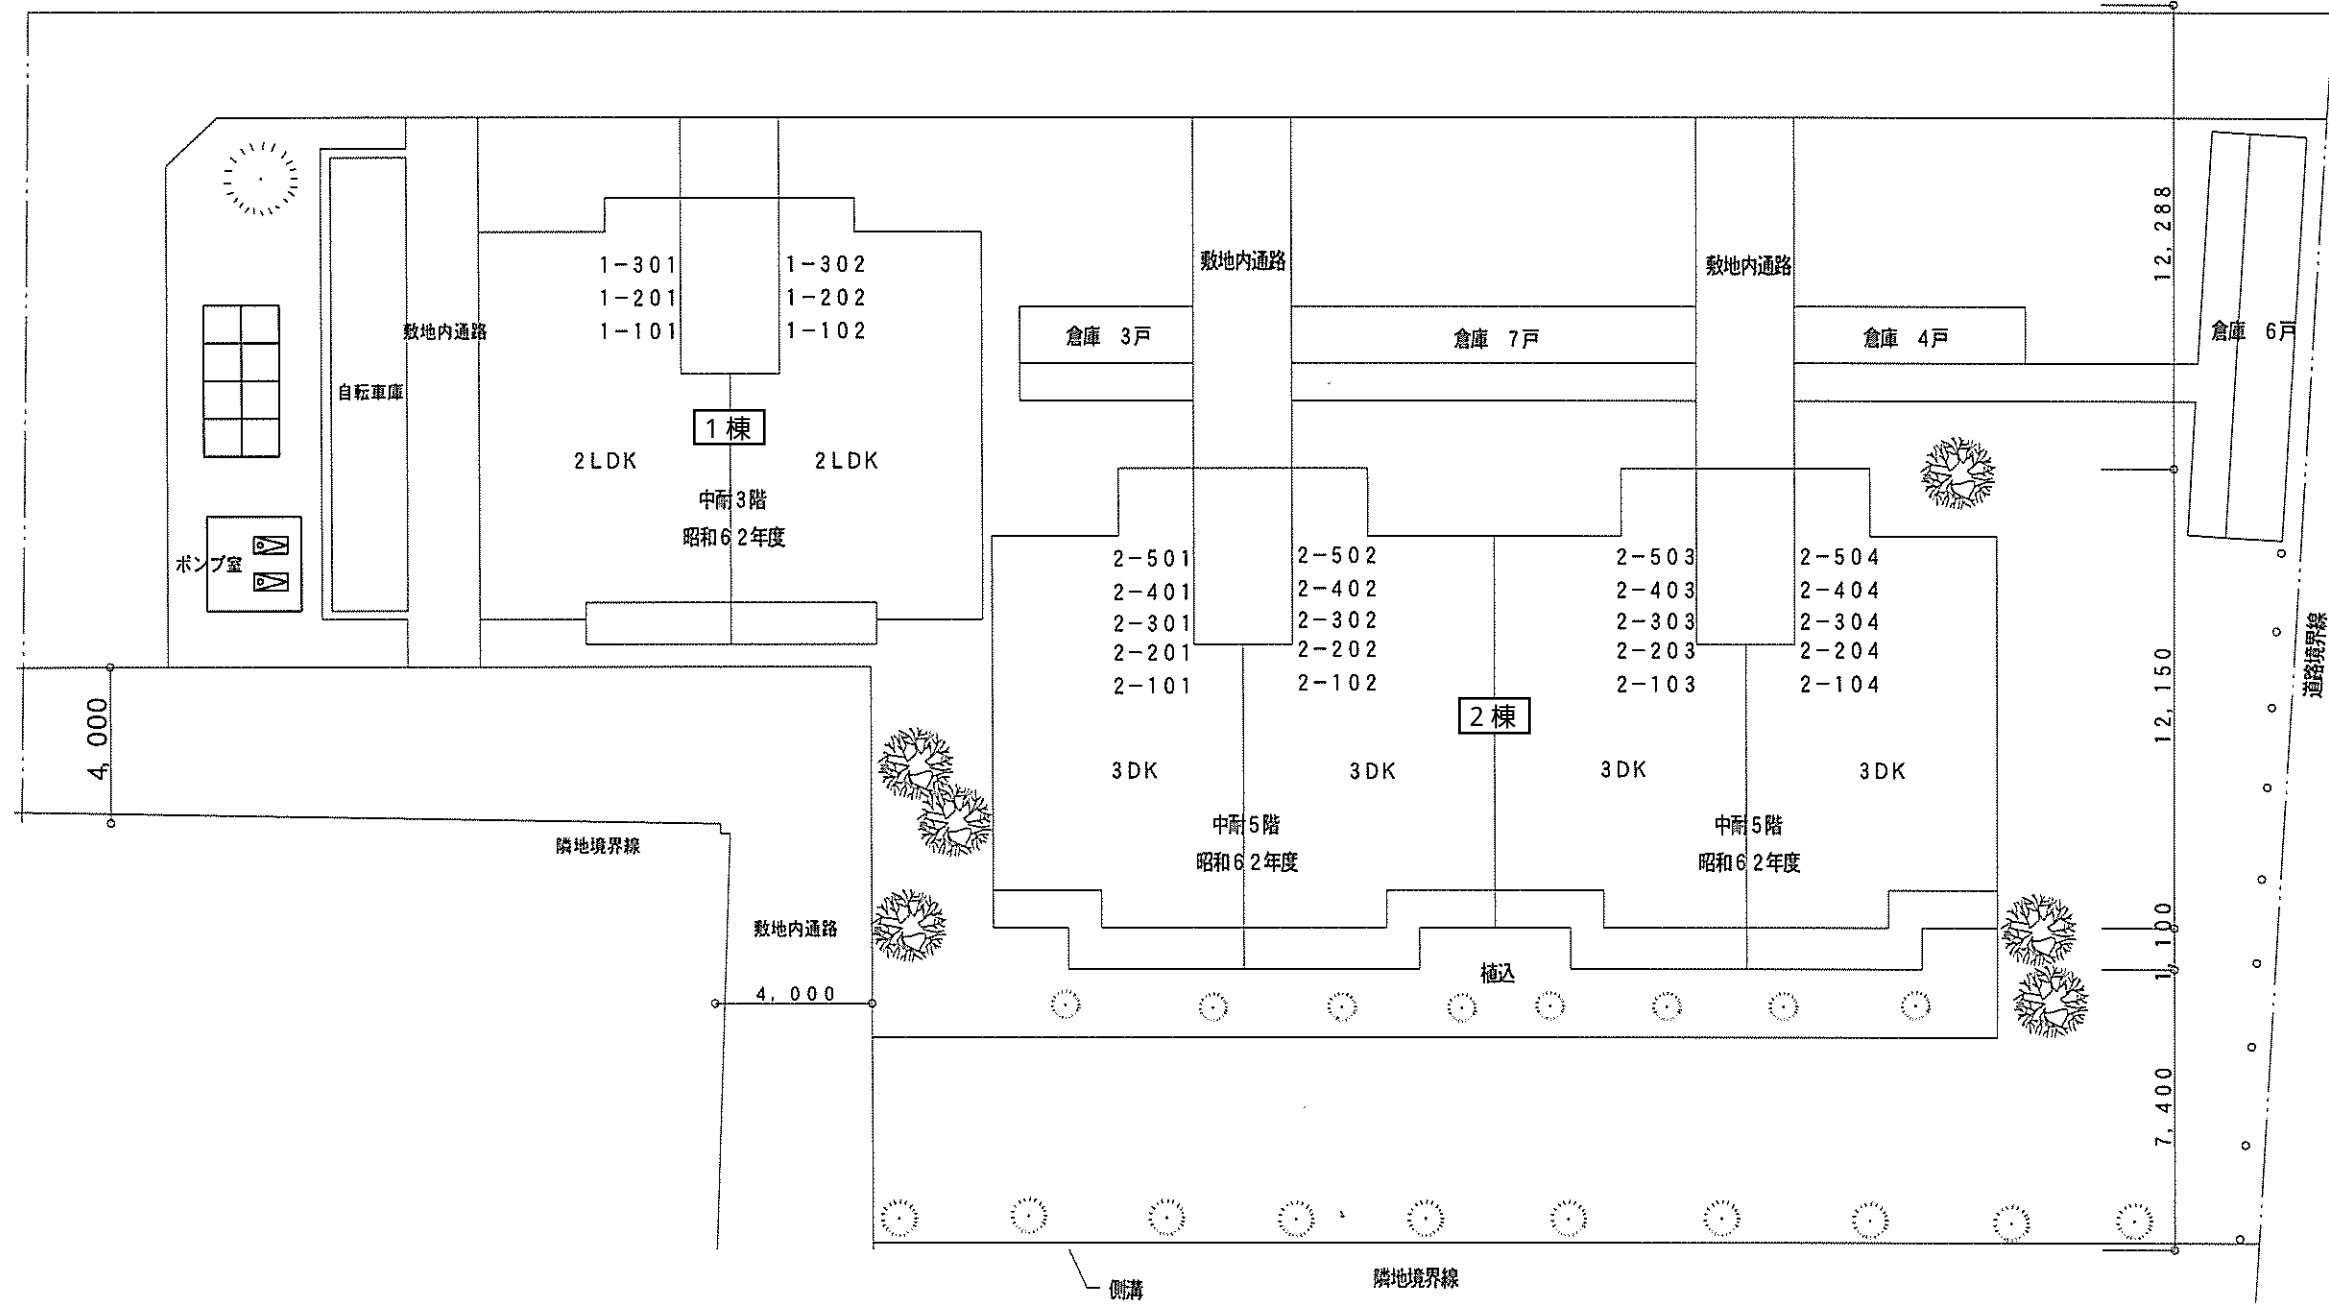 12,288
敷地内通路
敷地内通路
1-301
1-302
1-201
1-202
1-101
1-102
敷地内通路
倉庫 3戸
倉庫 7戸
倉庫 4戸
倉庫 6戸
自転車庫
1棟
2LDK
2LDK
中耐3階
昭和62年度
ポンプ室
2-501
2-502
2-503
2-504
2-401
2-402
2-403
2-404
2-301
2-302
2-303
2-304
2-201
2-202
2-203
2-204
2-101
2-102
2-103
2-104
道路境界線
12,150
4,000
2棟
3DK
3DK
3DK
3DK
中耐5階
昭和62年度
中耐5階
昭和62年度
隣地境界線
敷地内通路
1,100
植込
4,000
7,400
側溝
隣地境界線